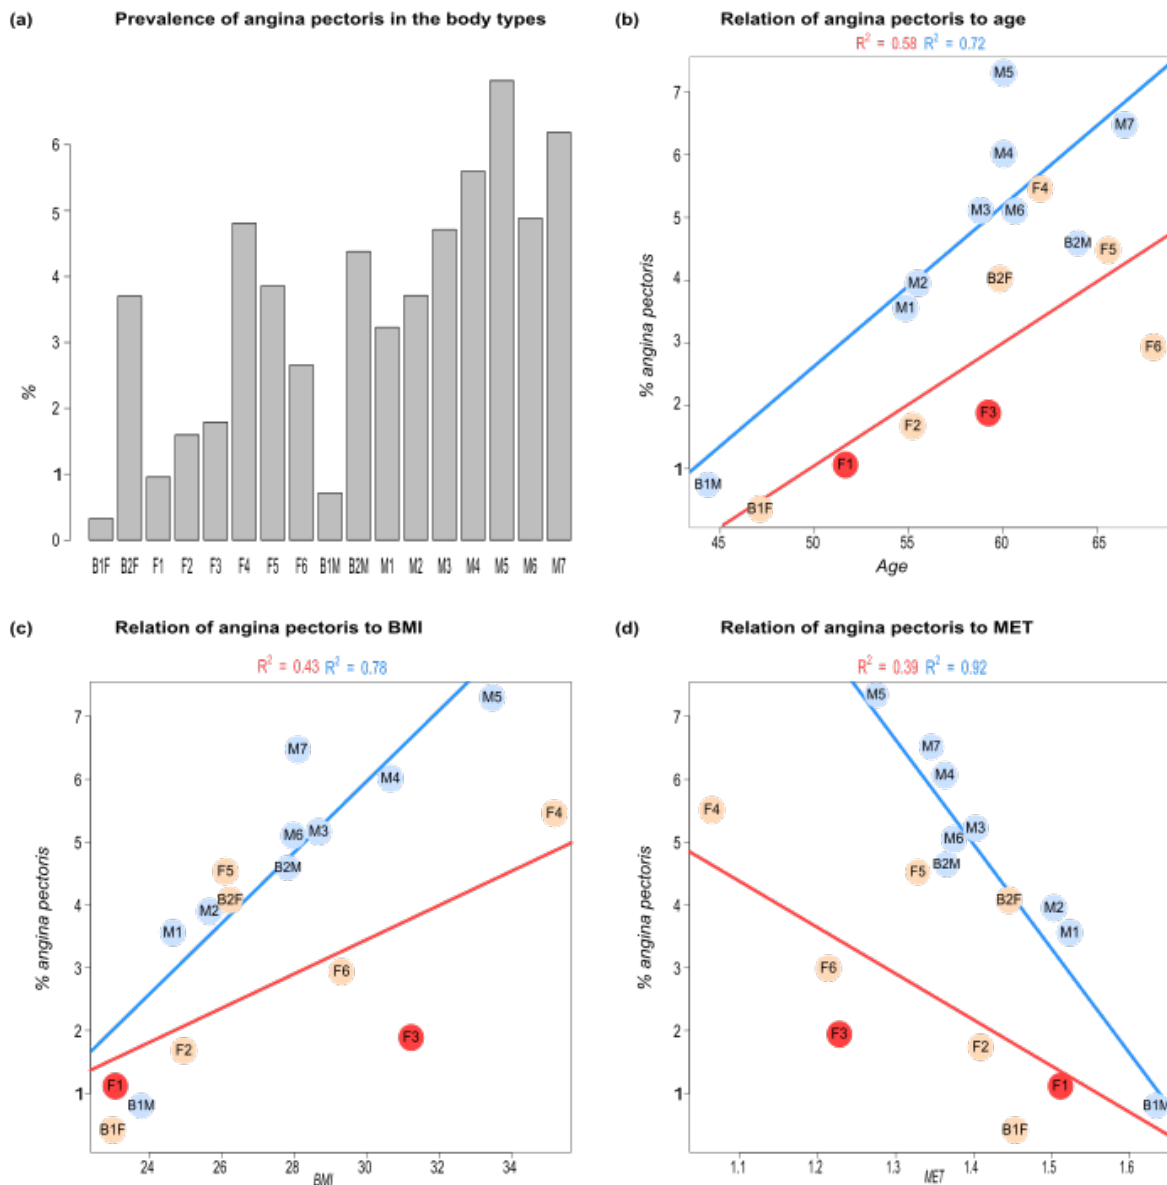 (a) Prevalence of angina pectoris in the body types
%
6
5
4
3
2
1
0
B1F B2F F1 F2 F3 F4 F5 F6 B1M B2M M1 M2 M3 M4 M5 M6 M7
(b) Relation of angina pectoris to age
R² = 0.58 R² = 0.72
% angina pectoris
7
6
5
4
3
2
1
M5
M7
M4
F4
M3 M6
B2M F5
B2F
M2
M1
F6
F3
F2
F1
B1M
B1F
45 50 55 60 65
Age
(c) Relation of angina pectoris to BMI
R² = 0.43 R² = 0.78
% angina pectoris
7
6
5
4
3
2
1
M5
M7
M4
F4
M6 M3
B2M
F5
B2F
M2
M1
F6
F3
F2
F1
B1M
B1F
24 26 28 30 32 34
BMI
(d) Relation of angina pectoris to MET
R² = 0.39 R² = 0.92
% angina pectoris
7
6
5
4
3
2
1
M5
M7
M4
F4
M3
M6
B2M
F5
B2F
M2
M1
F6
F3
F2
F1
B1M
B1F
1.1 1.2 1.3 1.4 1.5 1.6
MET